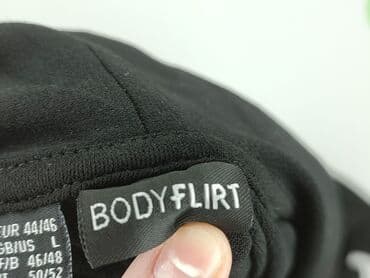 BODYFLIRT
EUR 44/46
GB/US L
F/B 46/48
50/52